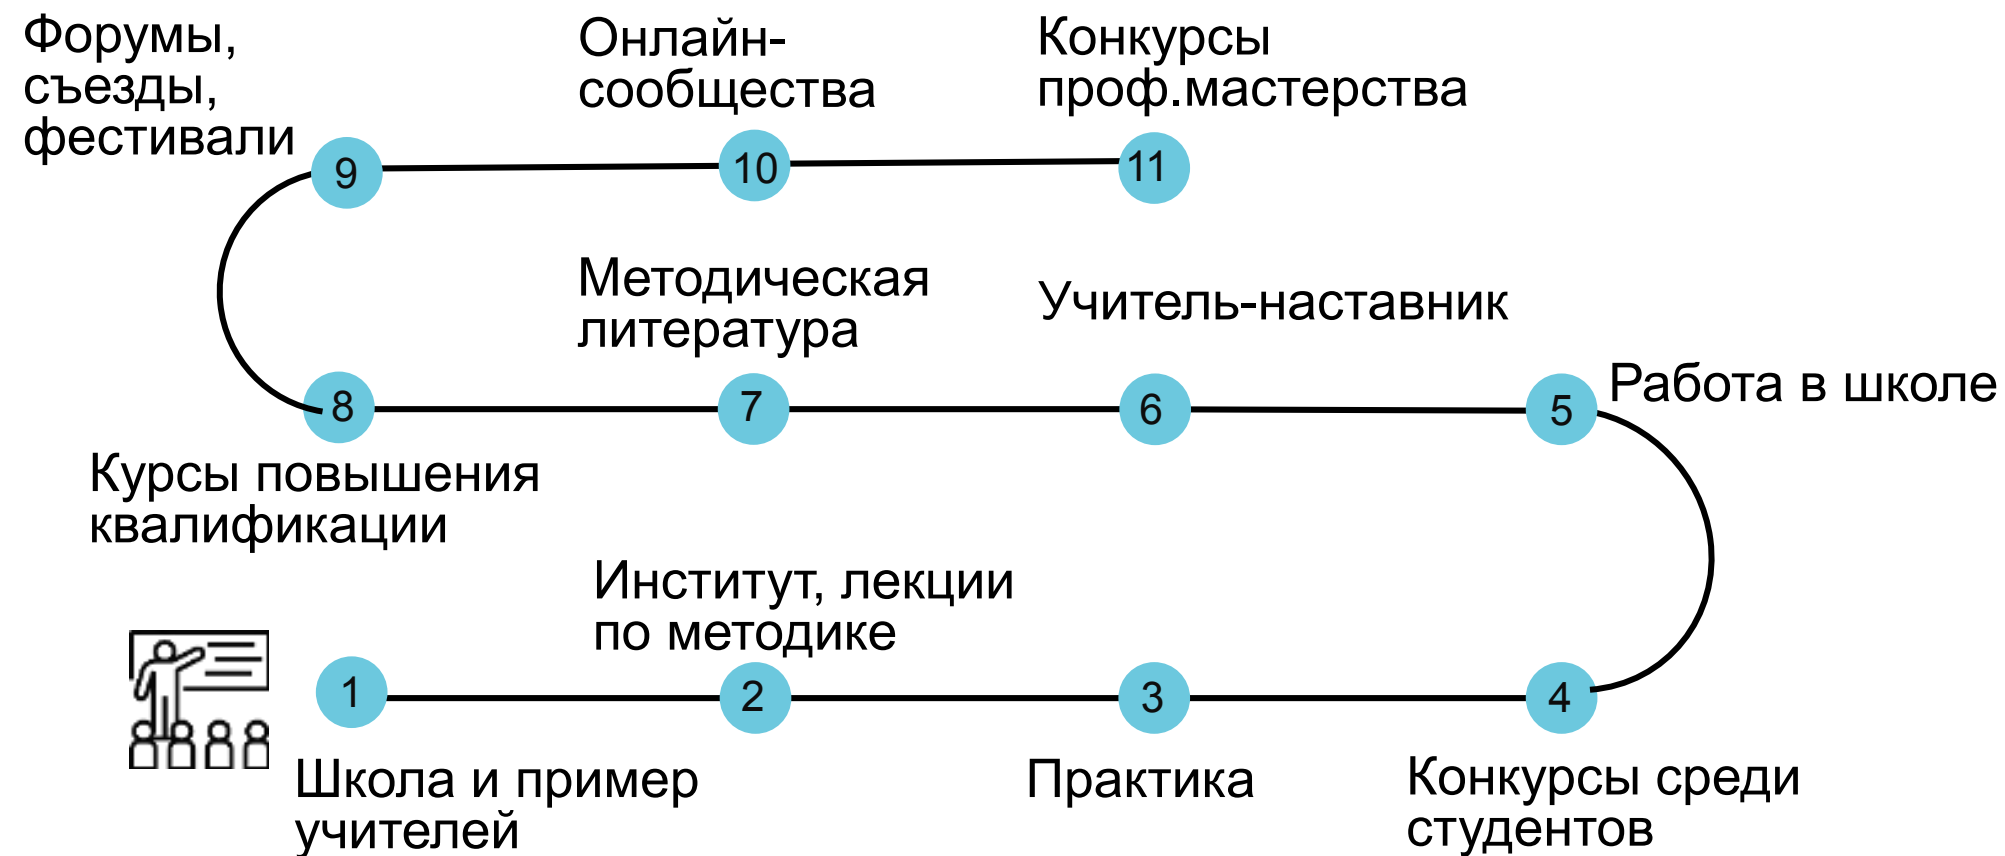 Форумы,
съезды,
фестивали
Онлайн-
сообщества
Конкурсы
проф.мастерства
9
10
11
Методическая
литература
Учитель-наставник
Работа в школе
8
7
6
5
Курсы повышения
квалификации
Институт, лекции
по методике
1
2
3
4
Школа и пример
учителей
Практика
Конкурсы среди
студентов